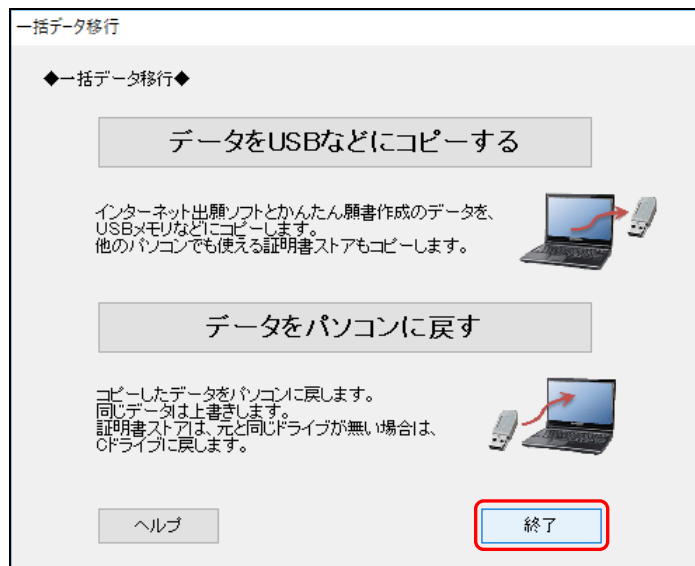 一括データ移行
◆一括データ移行◆
データをUSBなどにコピーする
インターネット出願ソフトとかんたん願書作成のデータを、
USBメモリなどにコピーします。
他のパソコンでも使える証明書ストアもコピーします。
データをパソコンに戻す
コピーしたデータをパソコンに戻します。
同じデータは上書きします。
証明書ストアは、元と同じドライブが無い場合は、
Cドライブに戻します。
ヘルプ
終了